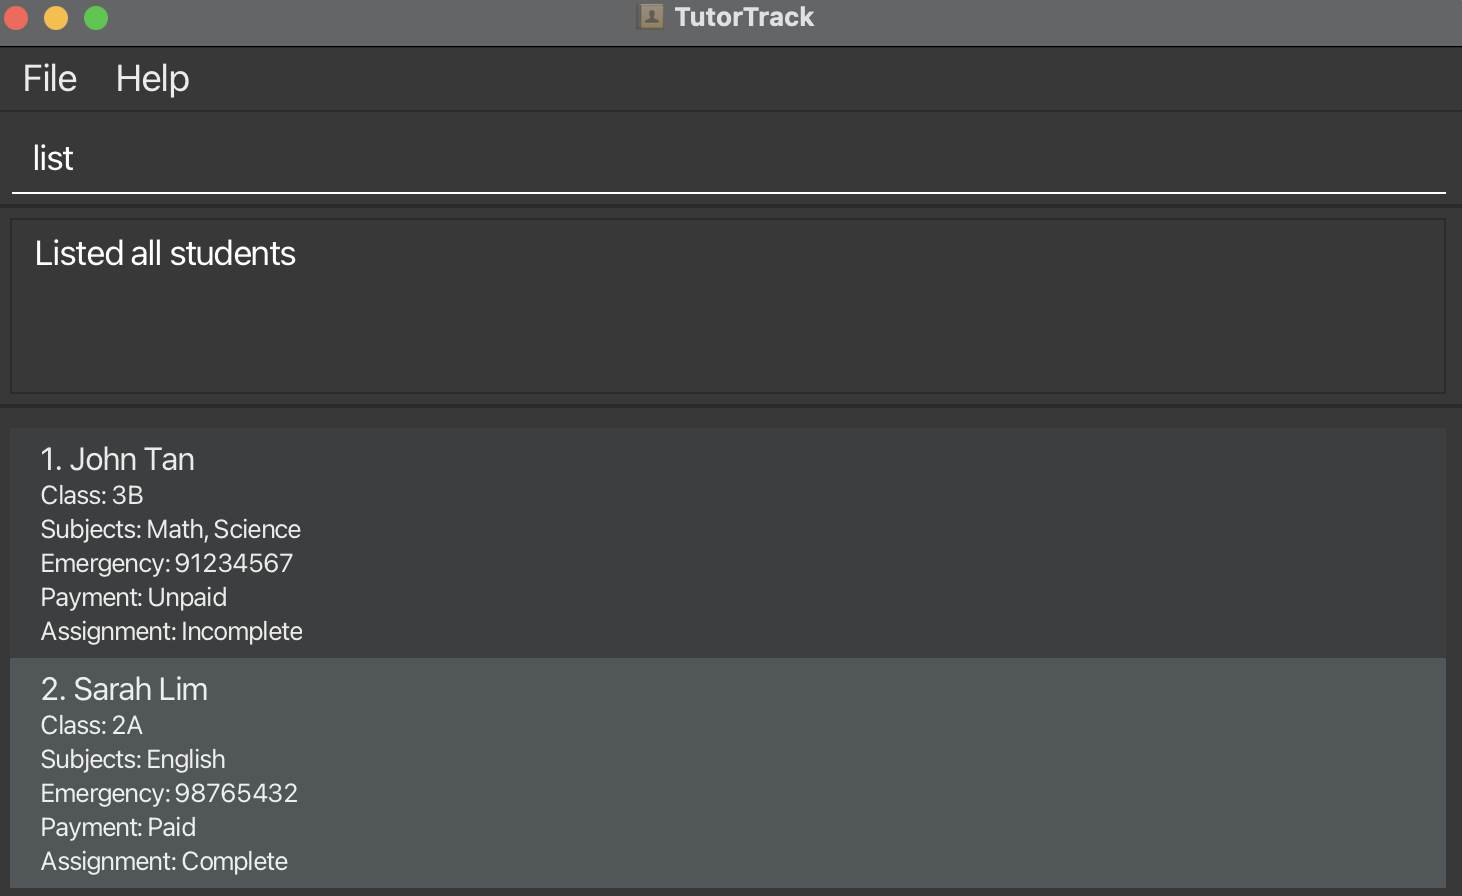 TutorTrack
File Help
list
Listed all students
1. John Tan
Class: 3B
Subjects: Math, Science
Emergency: 91234567
Payment: Unpaid
Assignment: Incomplete
2. Sarah Lim
Class: 2A
Subjects: English
Emergency: 98765432
Payment: Paid
Assignment: Complete